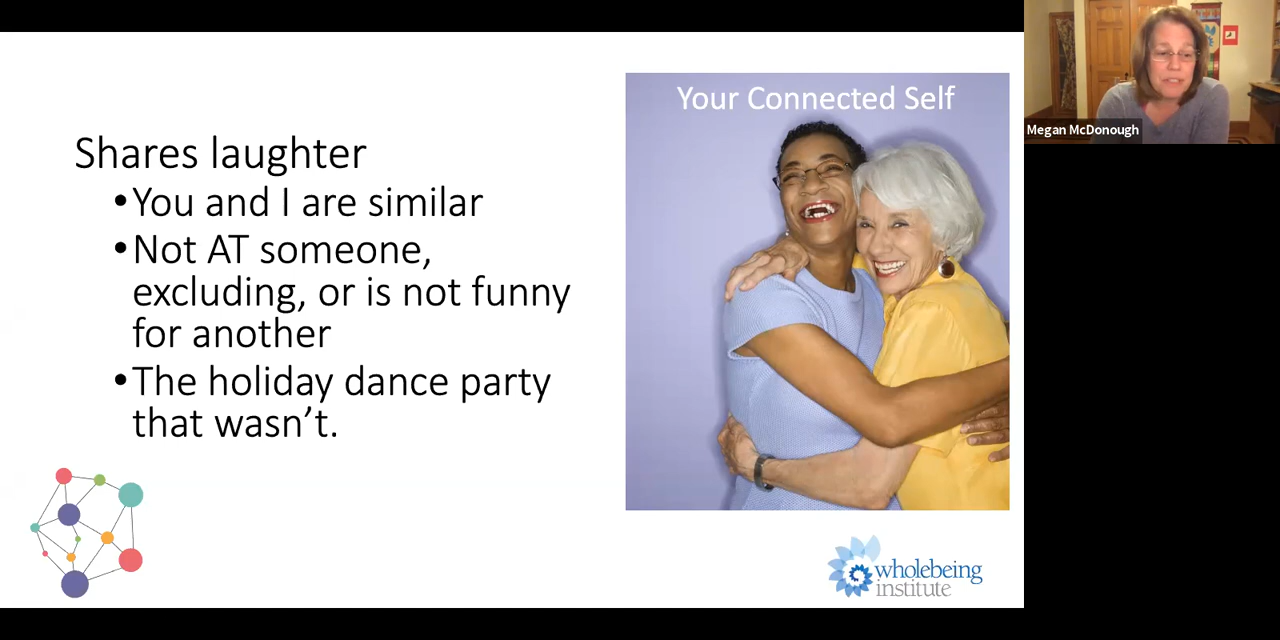 Your Connected Self
Shares laughter
•You and I are similar
•Not AT someone,
excluding, or is not funny
for another
•The holiday dance party
that wasn't.
wholebeing
institute
Megan McDonough